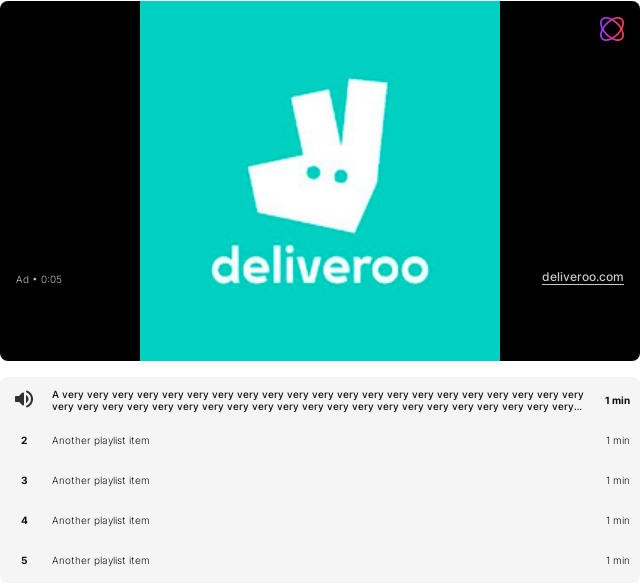 deliveroo
Ad • 0:05
deliveroo.com
A very very very very very very very very very very very very very very very very very very very very very
very very very very very very very very very very very very very very very very very very very very very...
1 min
2 Another playlist item 1 min
3 Another playlist item 1 min
4 Another playlist item 1 min
5 Another playlist item 1 min